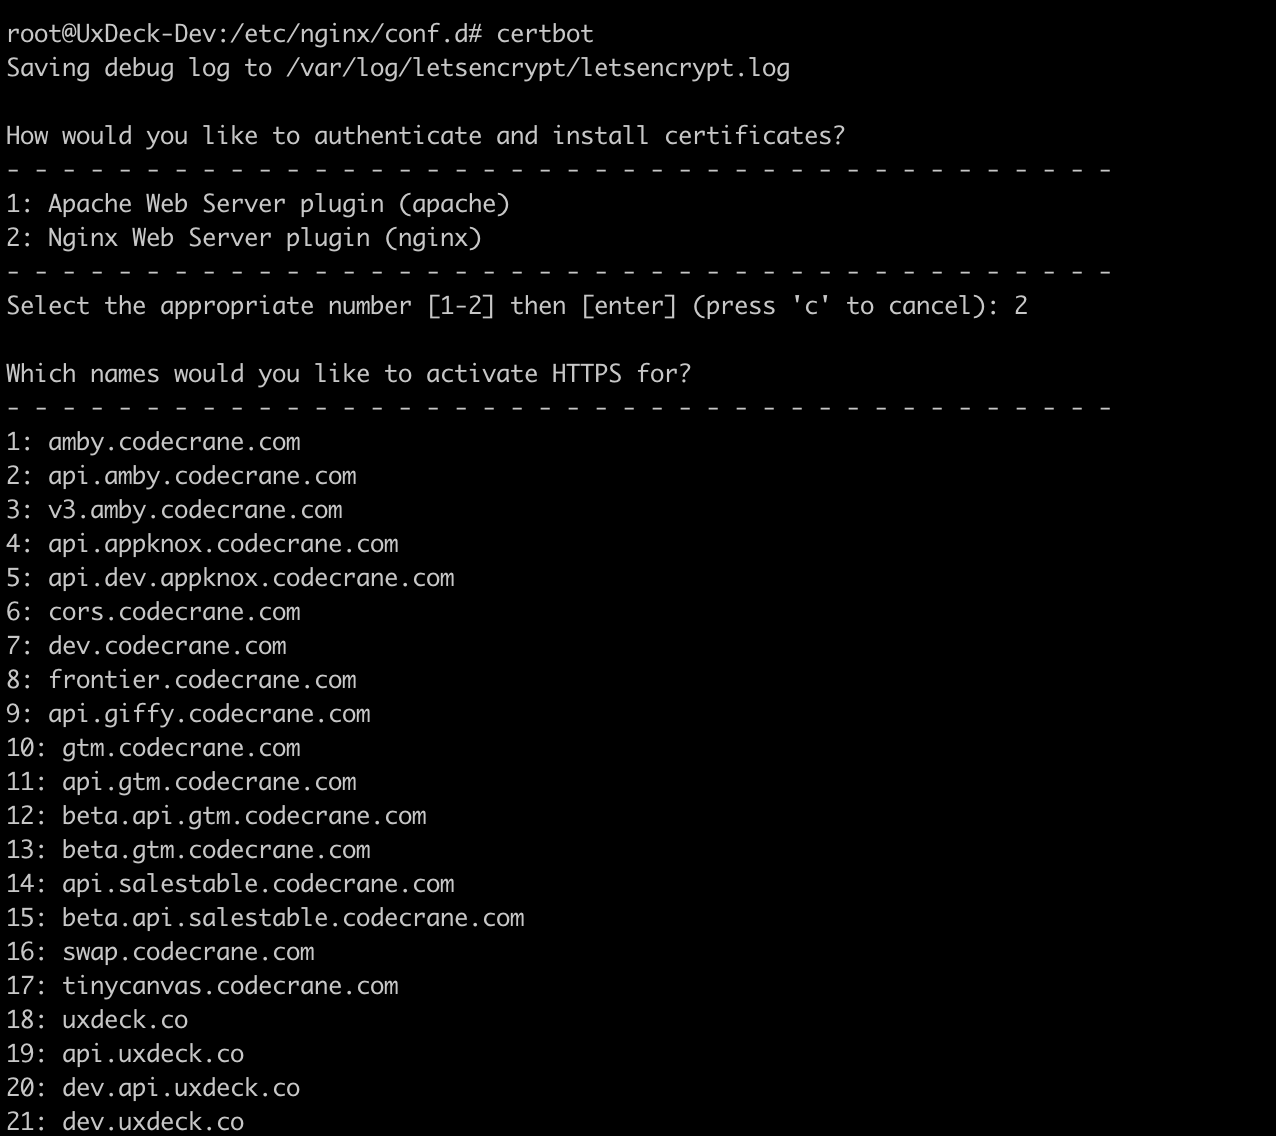 root@UxDeck-Dev:/etc/nginx/conf.d# certbot
Saving debug log to /var/log/letsencrypt/letsencrypt.log
How would you like to authenticate and install certificates?
- - - - - - - - - - - - - - - - - - - - - - - - - - - - - - - - - - - - - - - -
1: Apache Web Server plugin (apache)
2: Nginx Web Server plugin (nginx)
- - - - - - - - - - - - - - - - - - - - - - - - - - - - - - - - - - - - - - - -
Select the appropriate number [1-2] then [enter] (press 'c' to cancel): 2
Which names would you like to activate HTTPS for?
- - - - - - - - - - - - - - - - - - - - - - - - - - - - - - - - - - - - - - - -
1: amby.codecrane.com
2: api.amby.codecrane.com
3: v3.amby.codecrane.com
4: api.appknox.codecrane.com
5: api.dev.appknox.codecrane.com
6: cors.codecrane.com
7: dev.codecrane.com
8: frontier.codecrane.com
9: api.giffy.codecrane.com
10: gtm.codecrane.com
11: api.gtm.codecrane.com
12: beta.api.gtm.codecrane.com
13: beta.gtm.codecrane.com
14: api.salestable.codecrane.com
15: beta.api.salestable.codecrane.com
16: swap.codecrane.com
17: tinycanvas.codecrane.com
18: uxdeck.co
19: api.uxdeck.co
20: dev.api.uxdeck.co
21: dev.uxdeck.co